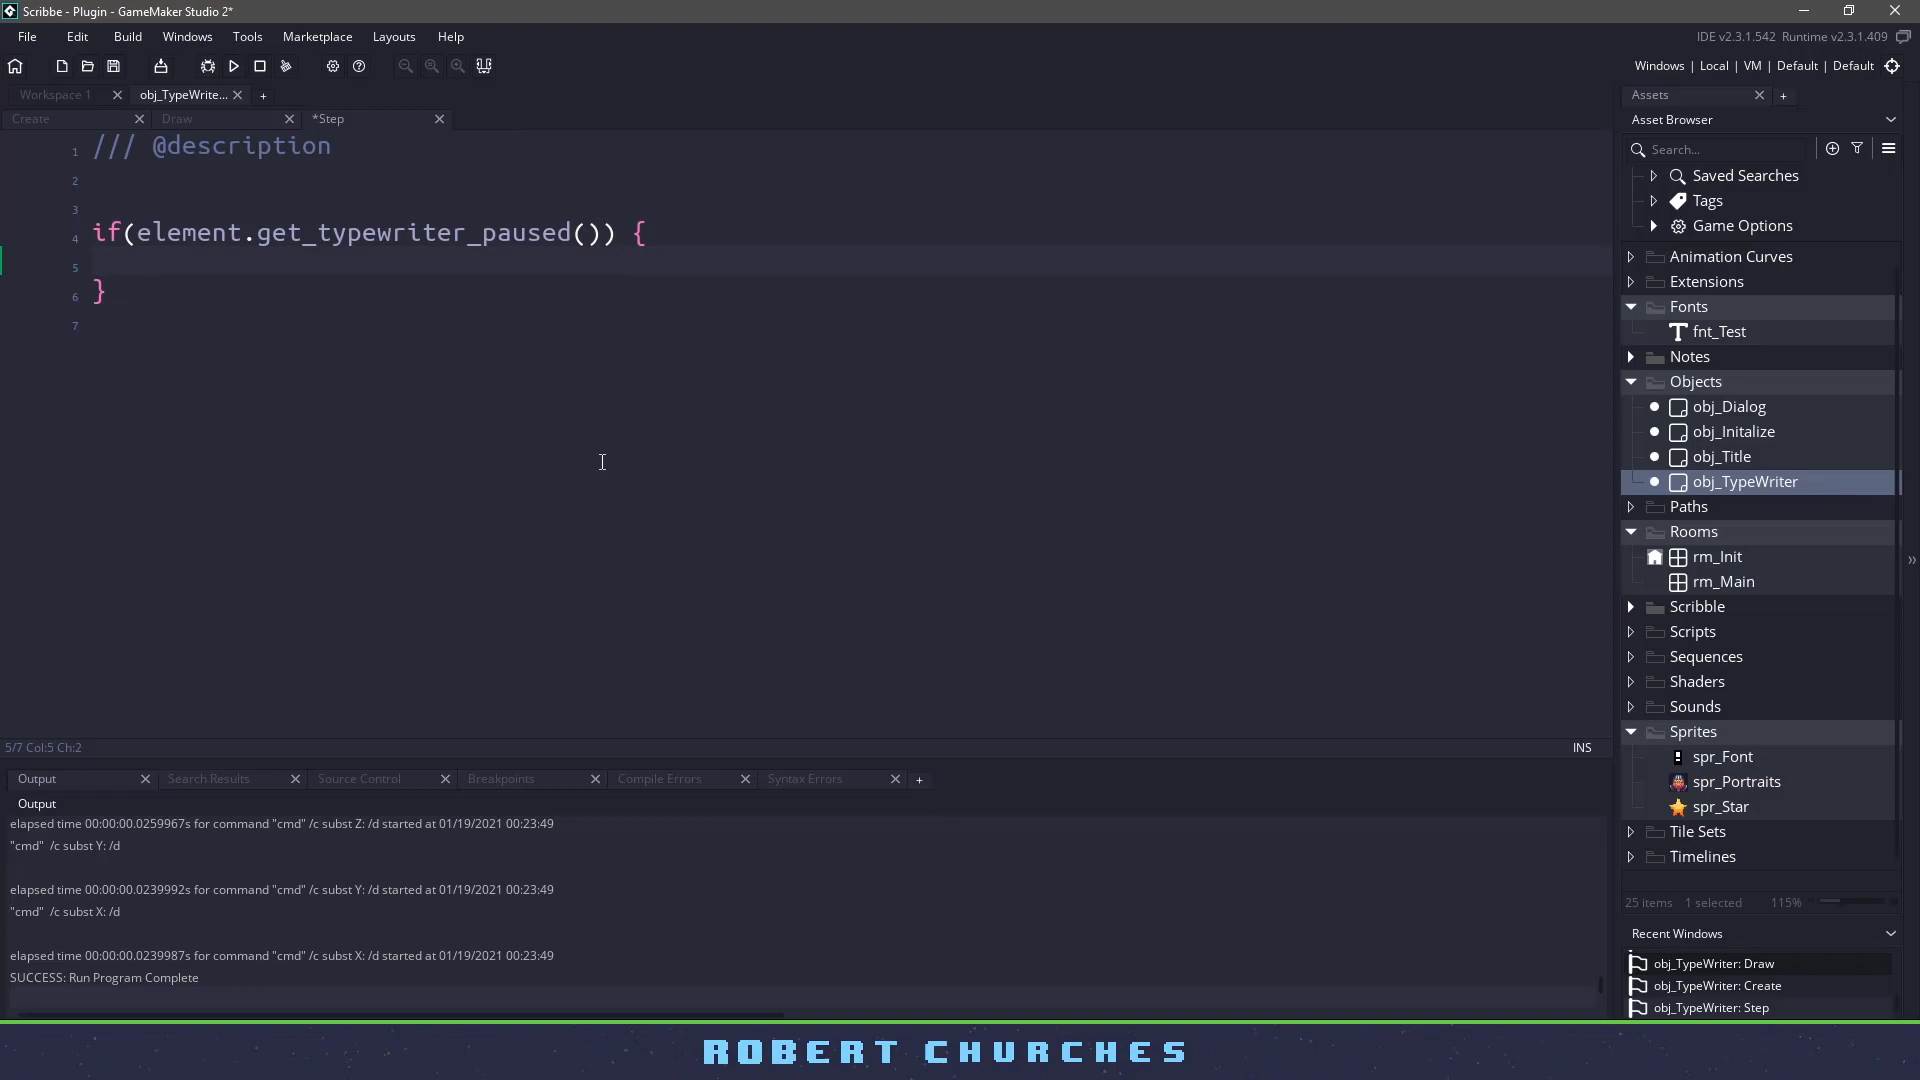 Scribbe - Plugin - GameMaker Studio 2*
File Edit Build Windows Tools Marketplace Layouts Help
IDE v2.3.1.542 Runtime v2.3.1.409
Windows | Local | VM | Default | Default
Workspace 1
obj_TypeWrite...
Create
Draw
*Step
1 /// @description
2
3
4 if(element.get_typewriter_paused()) {
5
6 }
7
5/7 Col:5 Ch:2
INS
Output
Search Results
Source Control
Breakpoints
Compile Errors
Syntax Errors
Output
elapsed time 00:00:00.0259967s for command "cmd" /c subst Z: /d started at 01/19/2021 00:23:49
"cmd" /c subst Y: /d
elapsed time 00:00:00.0239992s for command "cmd" /c subst Y: /d started at 01/19/2021 00:23:49
"cmd" /c subst X: /d
elapsed time 00:00:00.0239987s for command "cmd" /c subst X: /d started at 01/19/2021 00:23:49
SUCCESS: Run Program Complete
Assets
Asset Browser
Search...
Saved Searches
Tags
Game Options
Animation Curves
Extensions
Fonts
fnt_Test
Notes
Objects
obj_Dialog
obj_Initalize
obj_Title
obj_TypeWriter
Paths
Rooms
rm_Init
rm_Main
Scribble
Scripts
Sequences
Shaders
Sounds
Sprites
spr_Font
spr_Portraits
spr_Star
Tile Sets
Timelines
25 items 1 selected 115%
Recent Windows
obj_TypeWriter: Draw
obj_TypeWriter: Create
obj_TypeWriter: Step
ROBERT CHURCHES